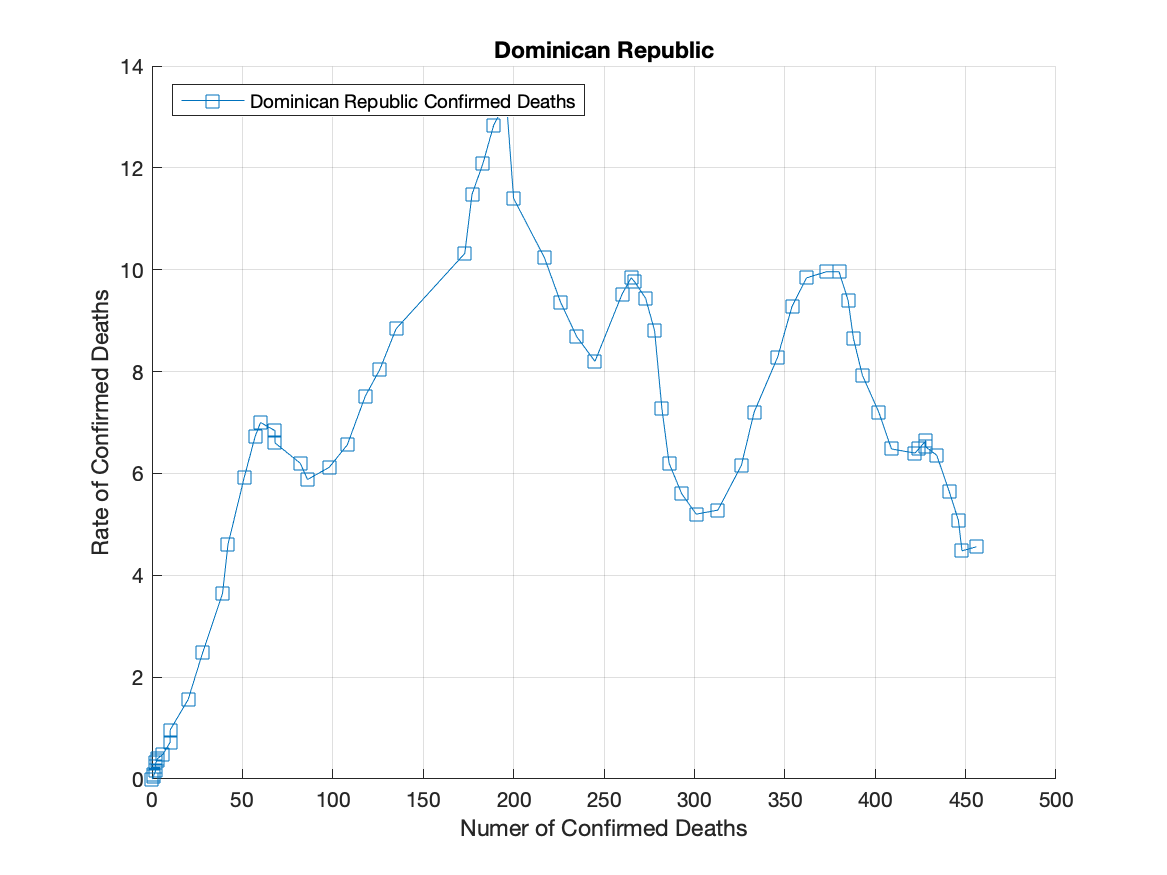 Dominican Republic
14
Dominican Republic Confirmed Deaths
12
10
8
6
4
2
0
Rate of Confirmed Deaths
0 50 100 150 200 250 300 350 400 450 500
Numer of Confirmed Deaths